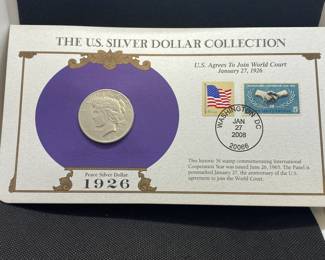 THE U.S. SILVER DOLLAR COLLECTION
U.S. Agrees To Join World Court
January 27, 1926
WASHINGTON, DC
JAN
27
2008
20066
This historic 5¢ stamp commemorating International
Cooperation Year was issued June 26, 1965. The Panel is
postmarked January 27, the anniversary of the U.S.
agreement to join the World Court.
Peace Silver Dollar
1926